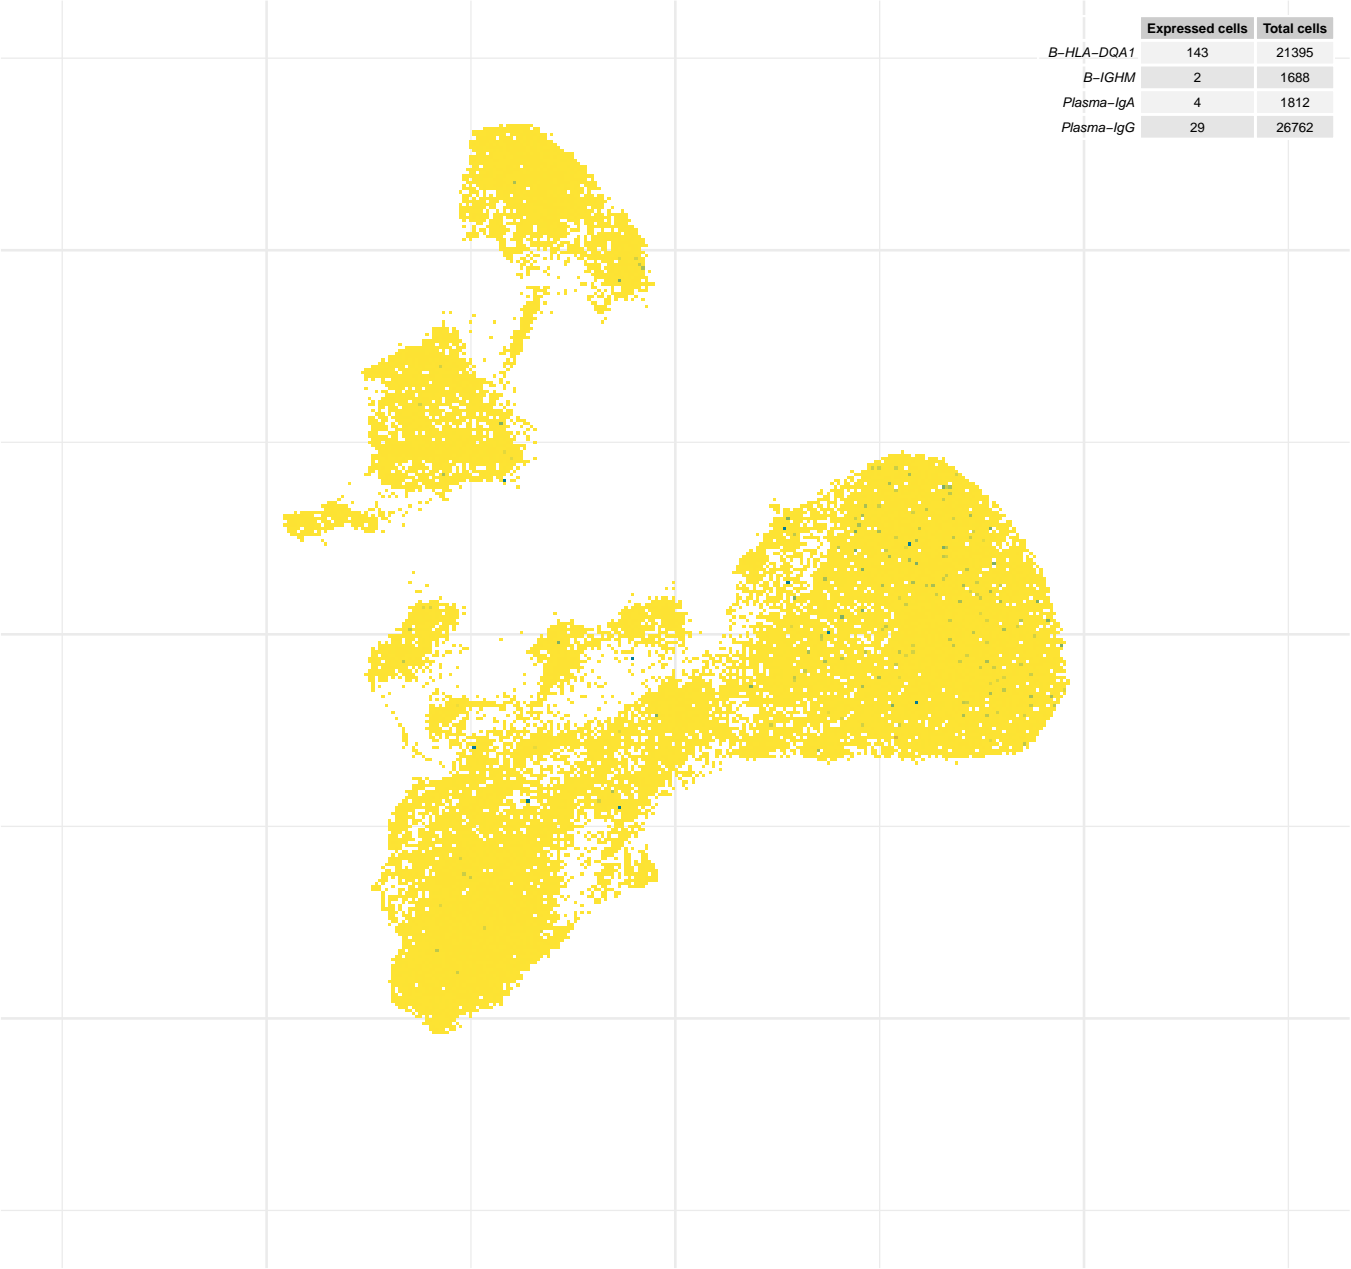 Expressed cells Total cells
B−HLA−DQA1 143 21395
B−IGHM 2 1688
Plasma−IgA 4 1812
Plasma−IgG 29 26762